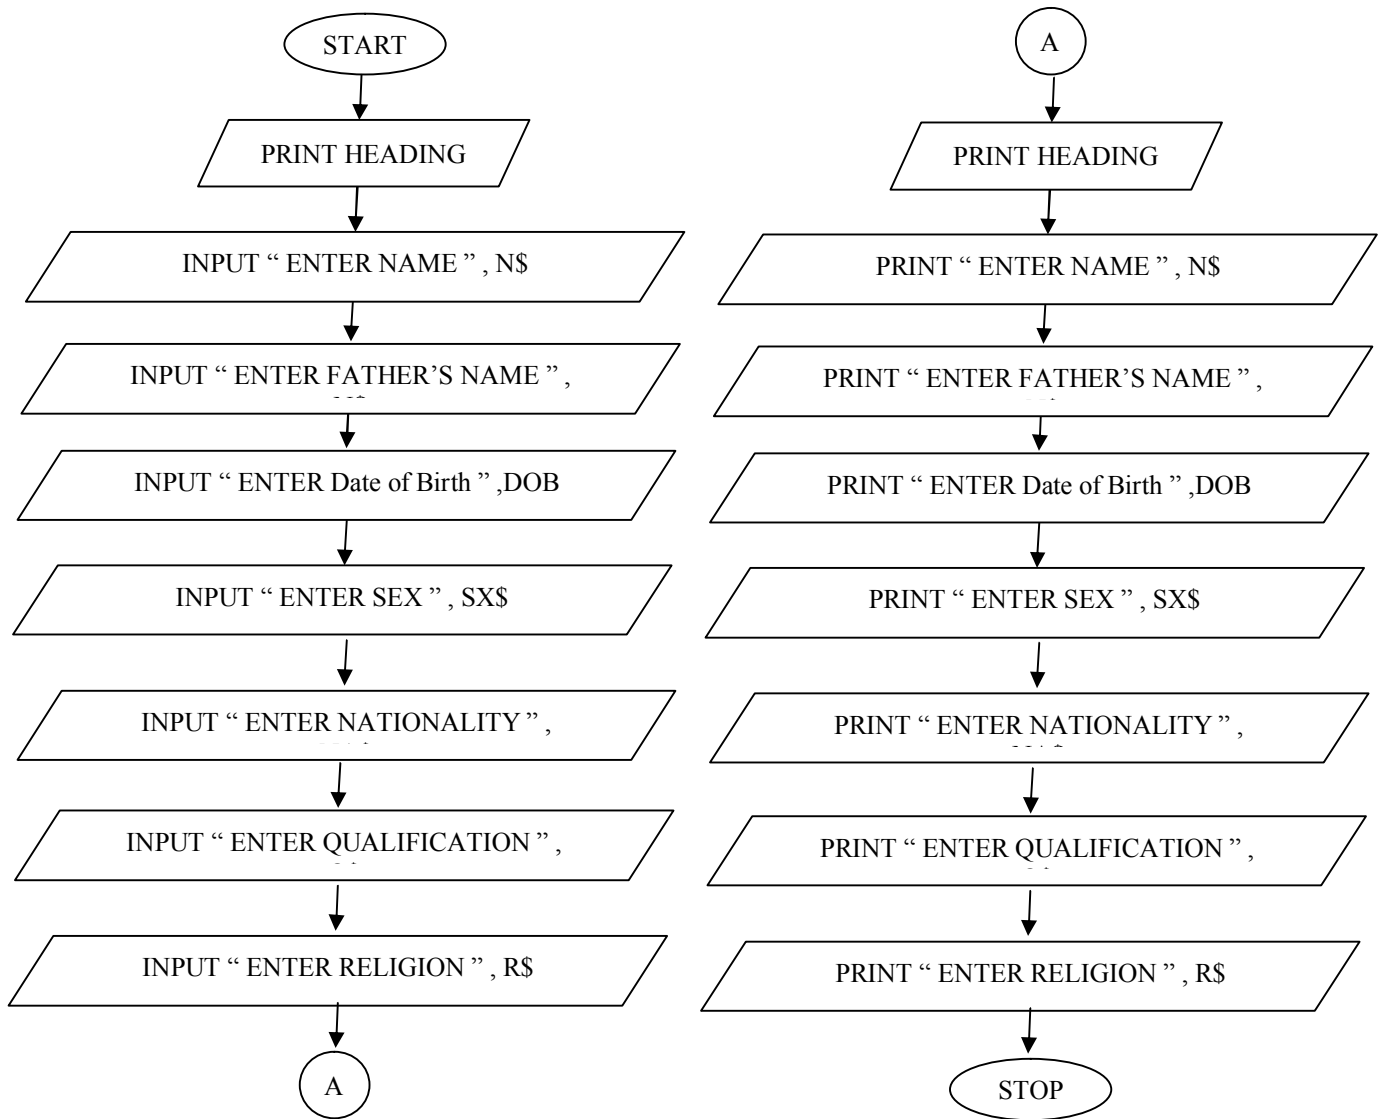 START
PRINT HEADING
INPUT “ ENTER NAME ” , N$
INPUT “ ENTER FATHER’S NAME ” ,
INPUT “ ENTER Date of Birth ” ,DOB
INPUT “ ENTER SEX ” , SX$
INPUT “ ENTER NATIONALITY ” ,
INPUT “ ENTER QUALIFICATION ” ,
INPUT “ ENTER RELIGION ” , R$
A
A
PRINT HEADING
PRINT “ ENTER NAME ” , N$
PRINT “ ENTER FATHER’S NAME ” ,
PRINT “ ENTER Date of Birth ” ,DOB
PRINT “ ENTER SEX ” , SX$
PRINT “ ENTER NATIONALITY ” ,
PRINT “ ENTER QUALIFICATION ” ,
PRINT “ ENTER RELIGION ” , R$
STOP